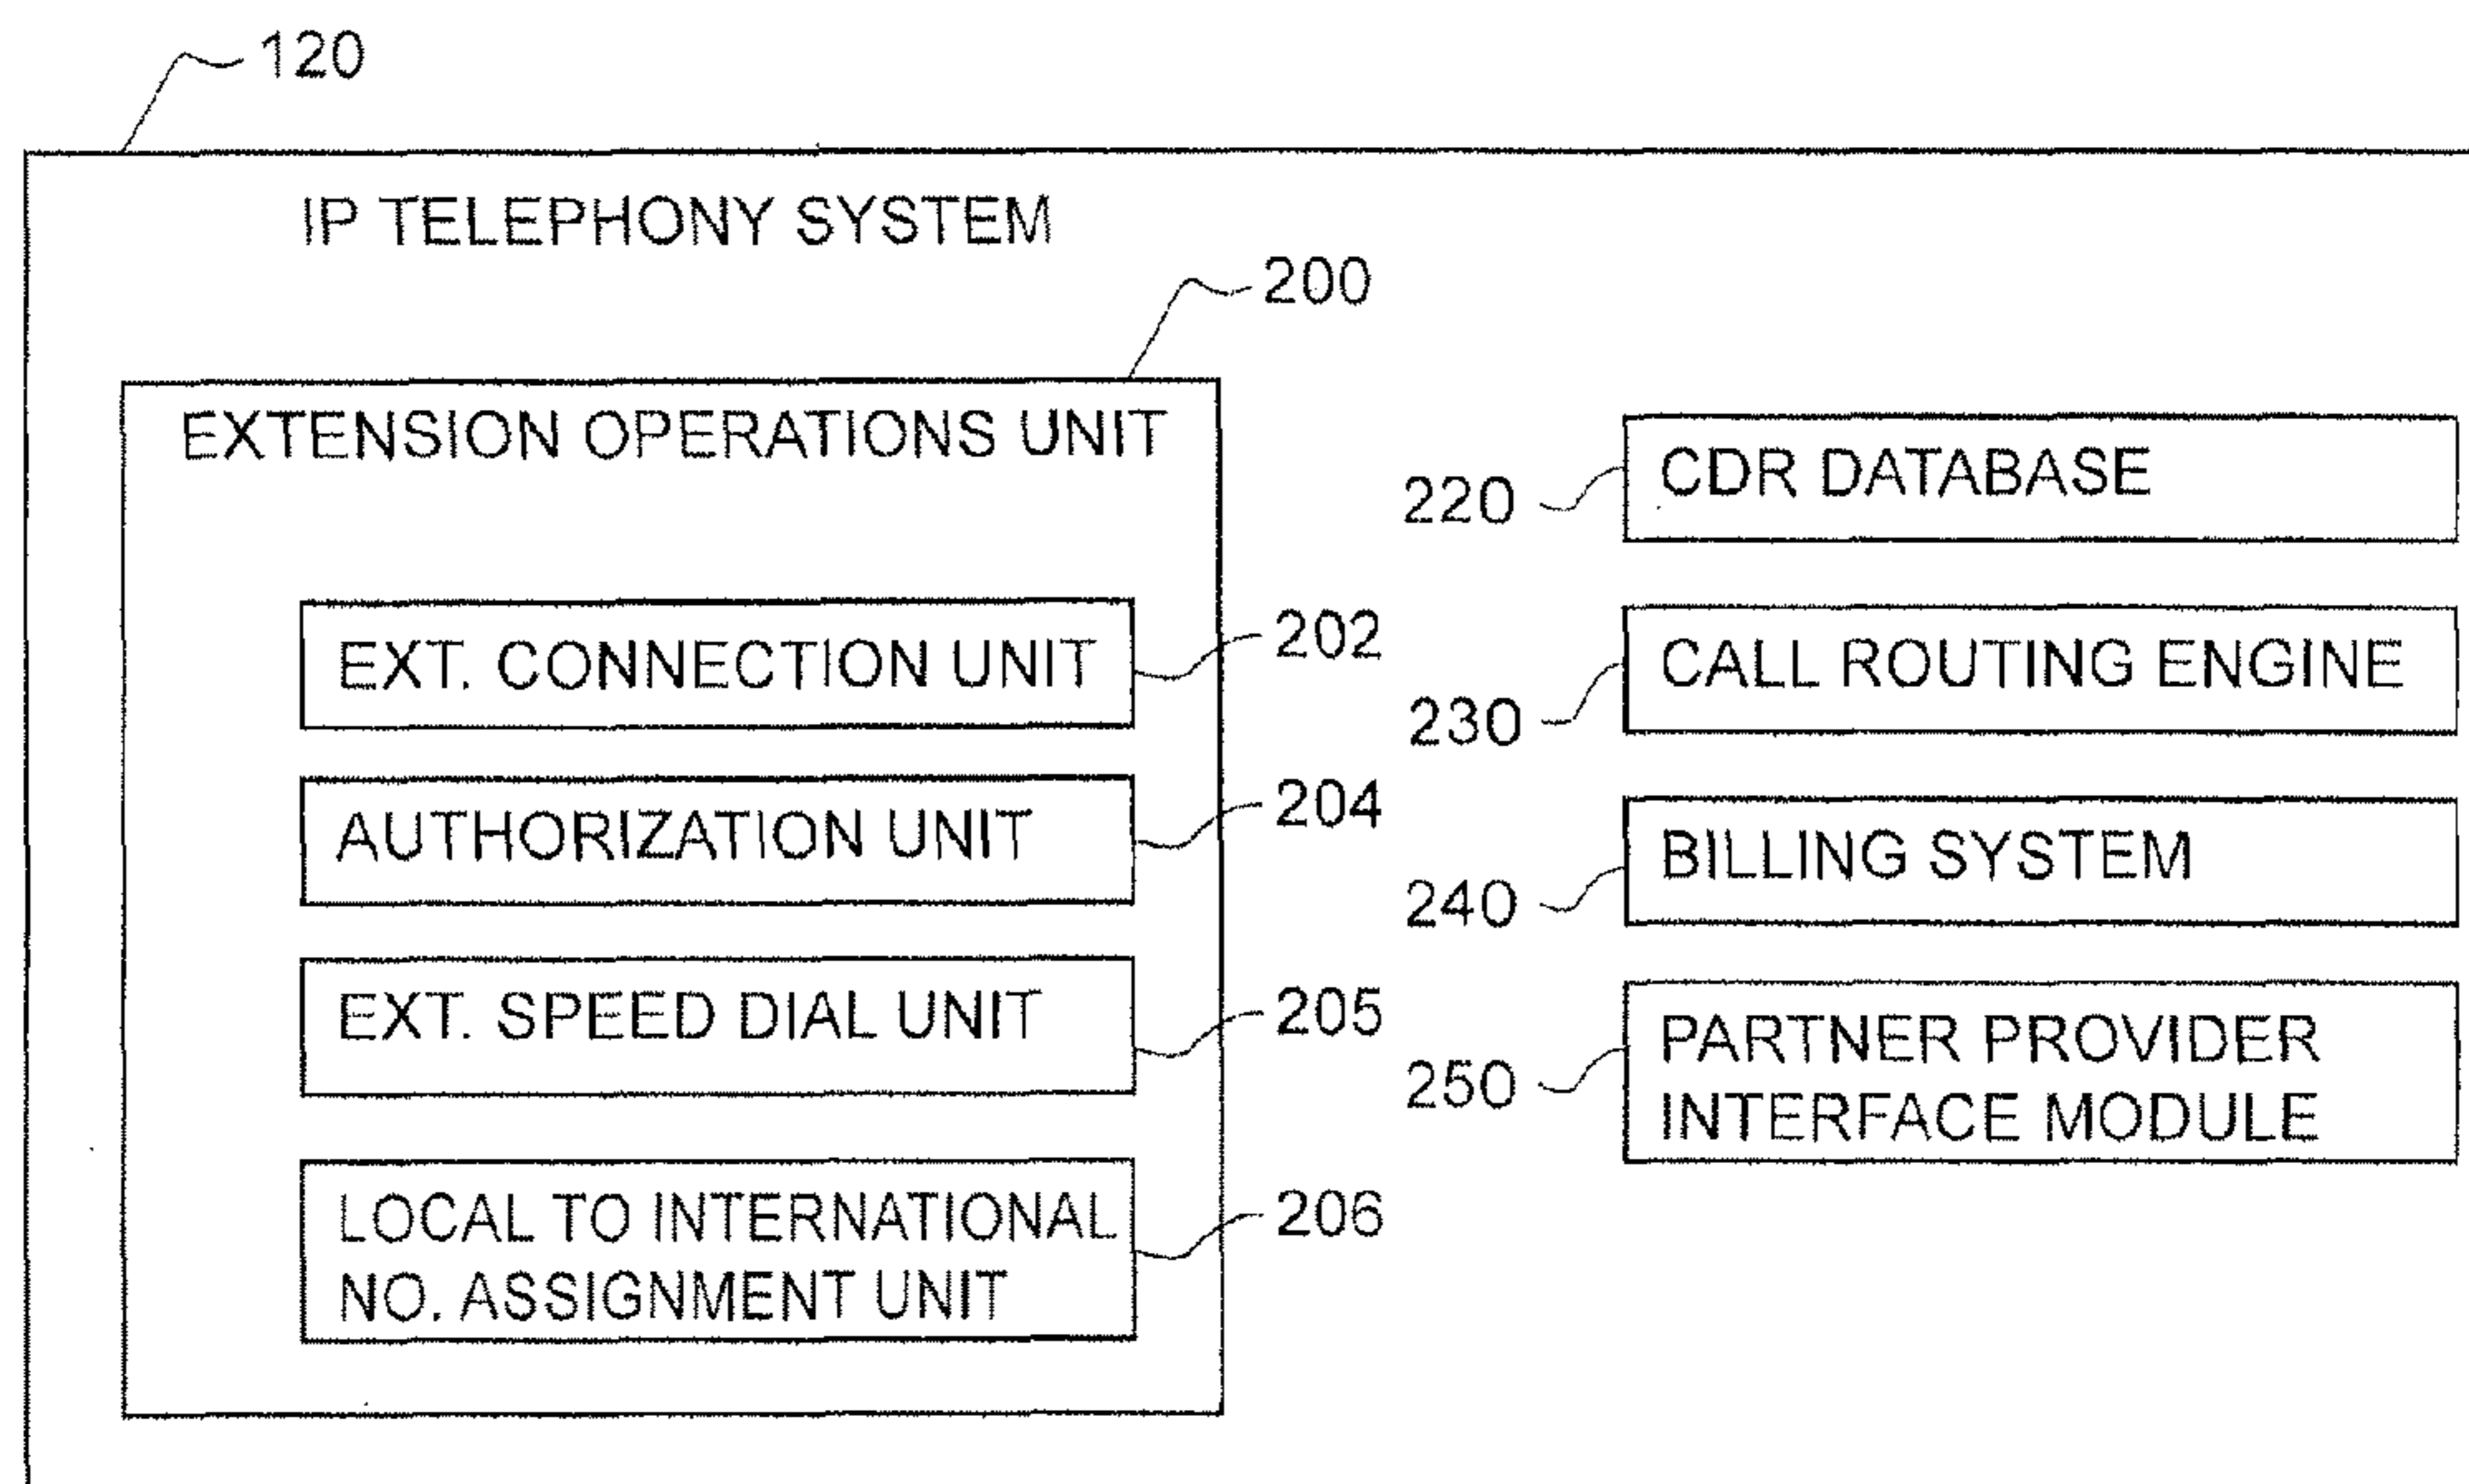 120
IP TELEPHONY SYSTEM
200
EXTENSION OPERATIONS UNIT
EXT. CONNECTION UNIT
202
AUTHORIZATION UNIT
204
EXT. SPEED DIAL UNIT
205
LOCAL TO INTERNATIONAL
NO. ASSIGNMENT UNIT
206
220
CDR DATABASE
230
CALL ROUTING ENGINE
240
BILLING SYSTEM
250
PARTNER PROVIDER
INTERFACE MODULE